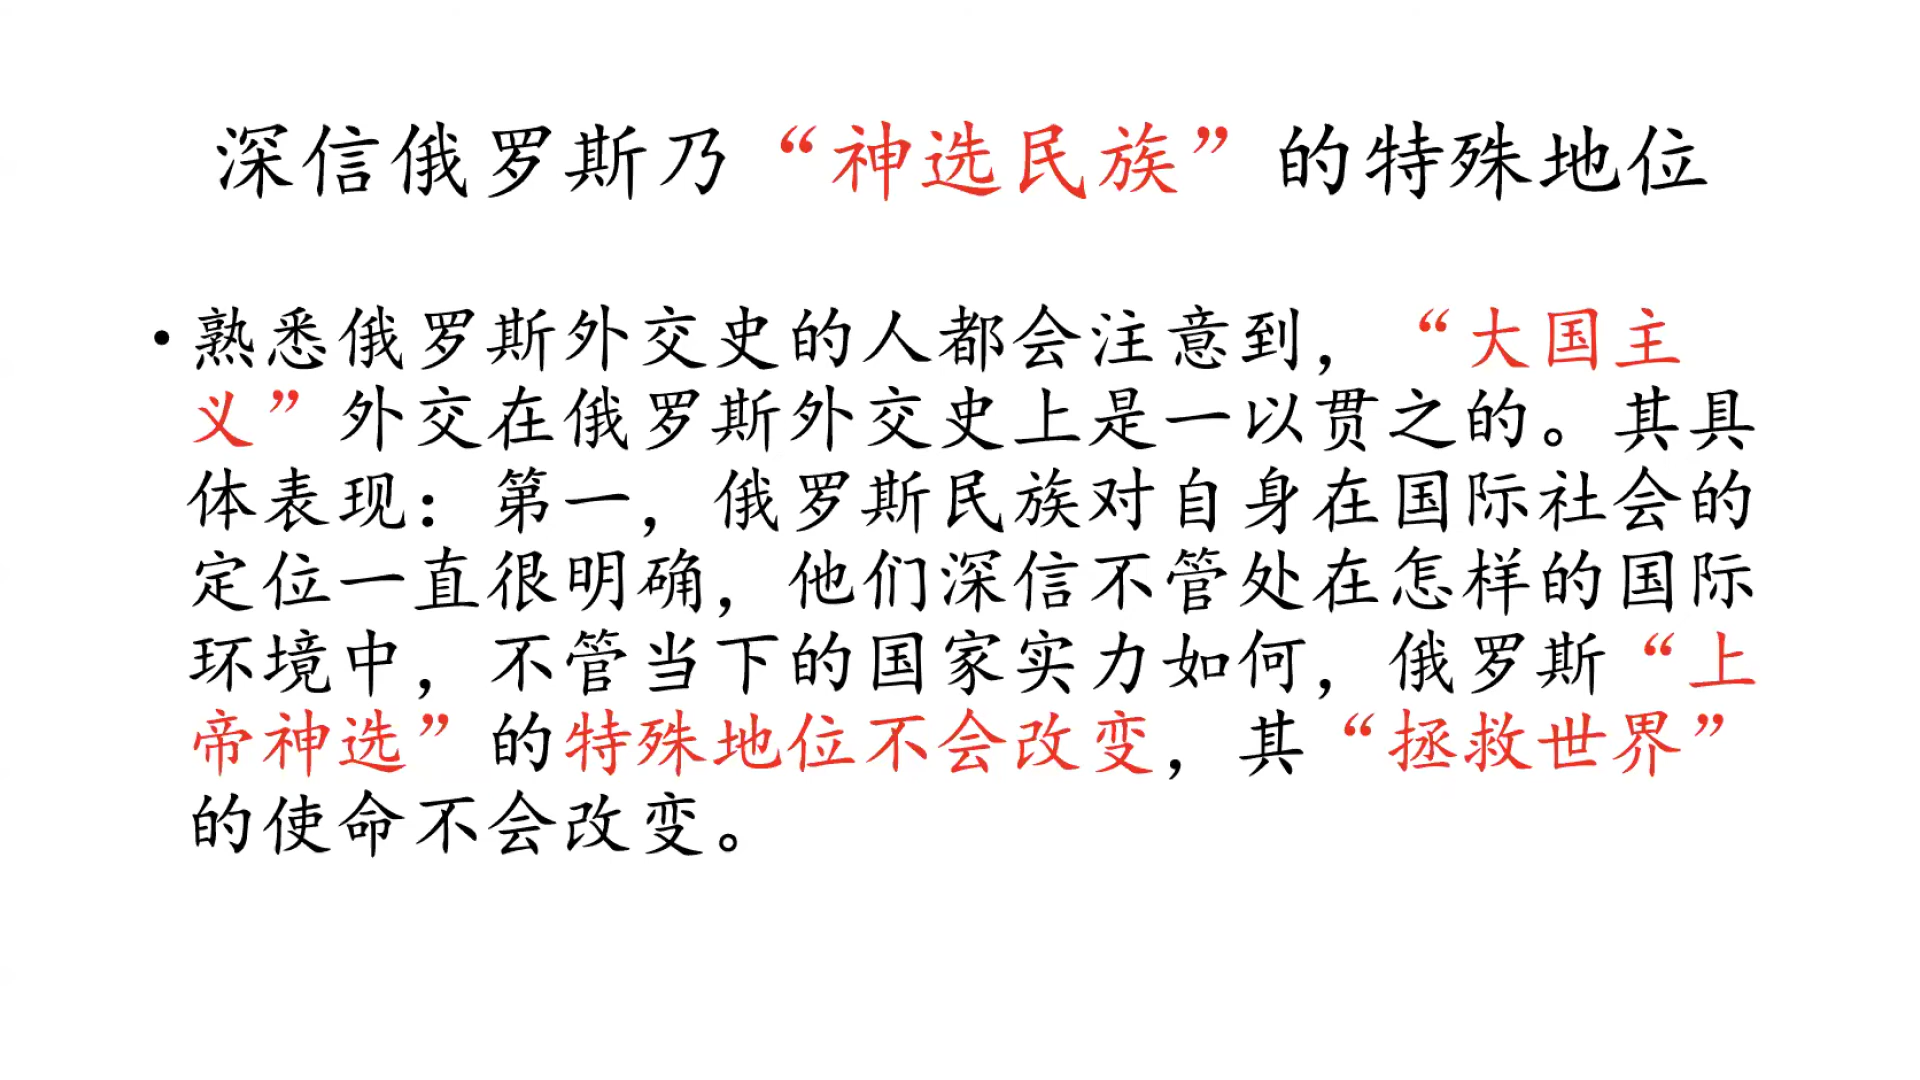 深信俄罗斯乃“神选民族”的特殊地位
• 熟悉俄罗斯外交史的人都会注意到，“大国主
义”外交在俄罗斯外交史上是一以贯之的。其具
体表现：第一，俄罗斯民族对自身在国际社会的
定位一直很明确，他们深信不管处在怎样的国际
环境中，不管当下的国家实力如何，俄罗斯“上
帝神选”的特殊地位不会改变，其“拯救世界”
的使命不会改变。